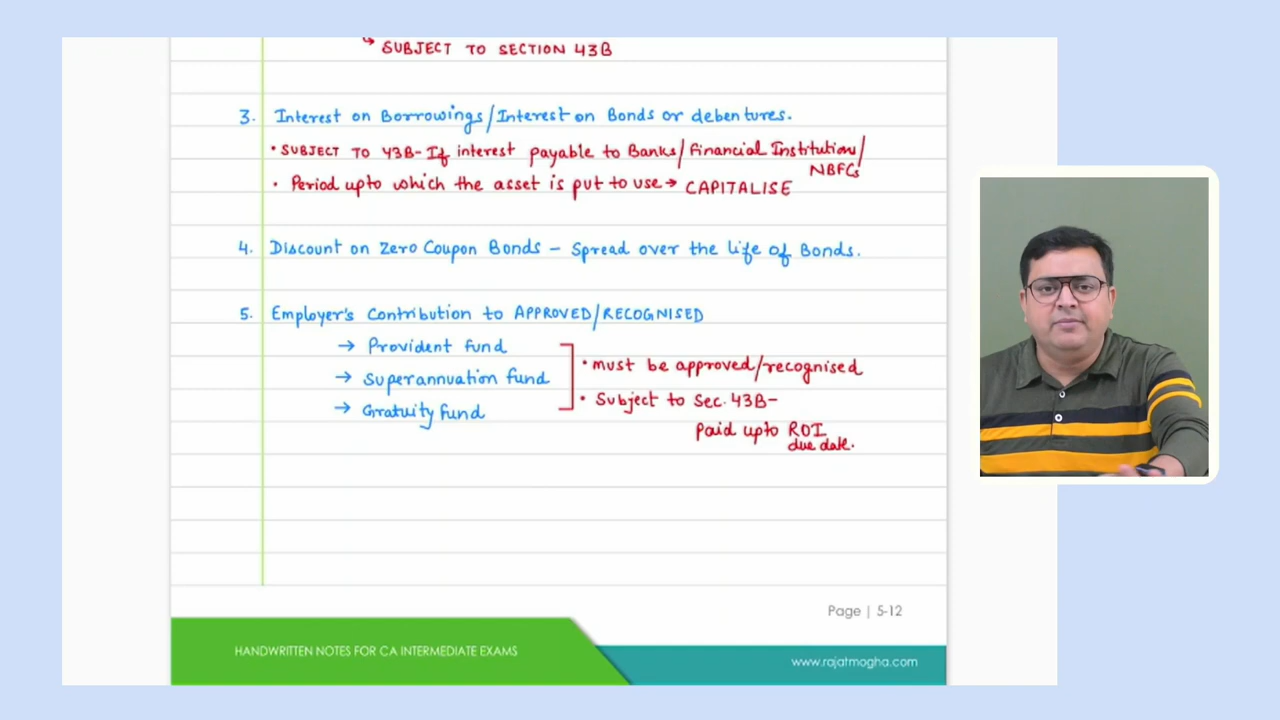 ↳ SUBJECT TO SECTION 43B
3. Interest on Borrowings/Interest on Bonds or debentures.
• SUBJECT TO 43B- If interest payable to Banks/Financial Institution/
NBFCs
• Period upto which the asset is put to use → CAPITALISE
4. Discount on Zero Coupon Bonds – Spread over the life of Bonds.
5. Employer's Contribution to APPROVED/RECOGNISED
→ Provident fund
→ Superannuation fund
→ Gratuity fund
• must be approved/recognised
• Subject to Sec. 43B-
Paid upto ROI
due date.
Page | 5-12
HANDWRITTEN NOTES FOR CA INTERMEDIATE EXAMS
www.rajatmogha.com